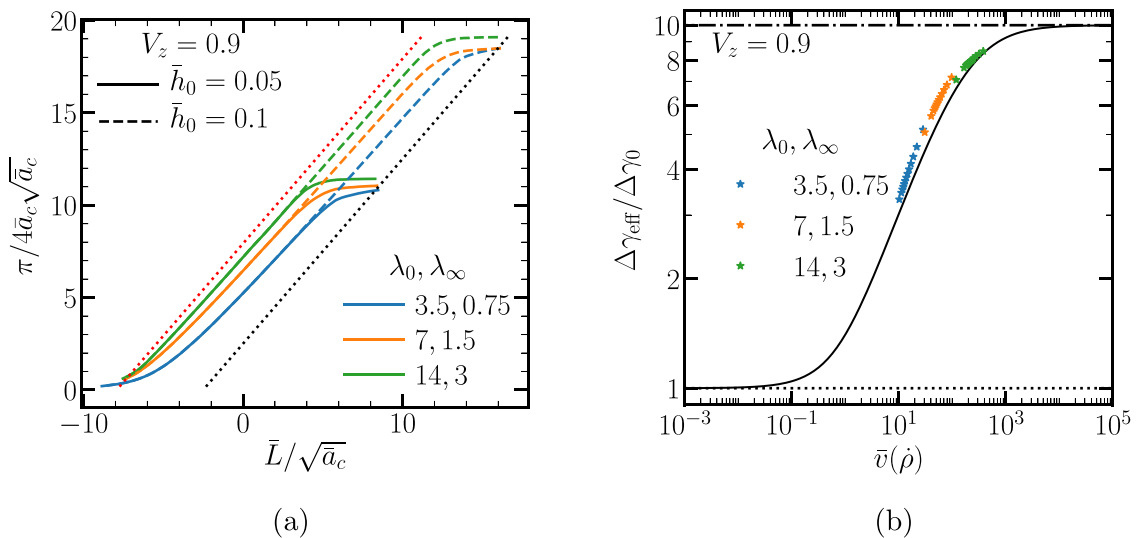 20
15
10
5
0
−10
0
10
π/4ā_c√ā_c
L̄/√ā_c
V_z = 0.9
h̄_0 = 0.05
h̄_0 = 0.1
λ_0, λ_∞
3.5, 0.75
7, 1.5
14, 3
(a)
10
8
6
4
2
1
10^−3
10^−1
10^1
10^3
10^5
Δγ_eff/Δγ_0
v̄(ρ̇)
V_z = 0.9
λ_0, λ_∞
3.5, 0.75
7, 1.5
14, 3
(b)